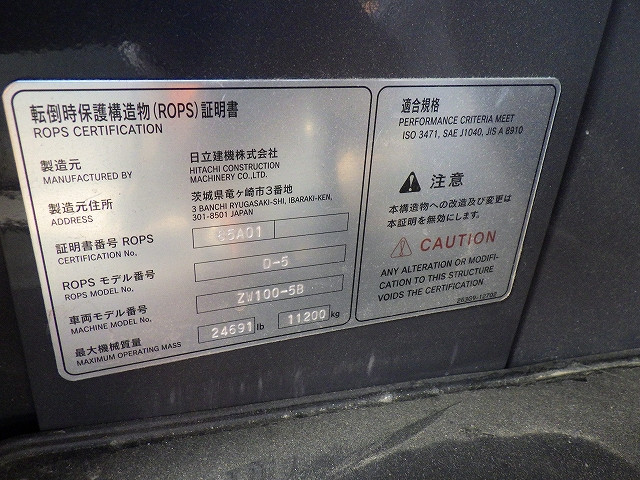 転倒時保護構造物(ROPS)証明書
ROPS CERTIFICATION
製造元
MANUFACTURED BY
日立建機株式会社
HITACHI CONSTRUCTION
MACHINERY CO.,LTD.
製造元住所
ADDRESS
茨城県竜ヶ崎市3番地
3 BANCHI RYUGASAKI-SHI, IBARAKI-KEN,
301-8501 JAPAN
証明書番号 ROPS
CERTIFICATION No.
65A01
ROPS モデル番号
ROPS MODEL No.
D-5
車両モデル番号
MACHINE MODEL No.
ZW100-5B
最大機械質量
MAXIMUM OPERATING MASS
24691 lb 11200 kg
適合規格
PERFORMANCE CRITERIA MEET
ISO 3471, SAE J1040, JIS A 8910
注意
本構造物への改造及び変更は
本証明を無効にします。
CAUTION
ANY ALTERATION OR MODIFI-
CATION TO THIS STRUCTURE
VOIDS THE CERTIFICATION